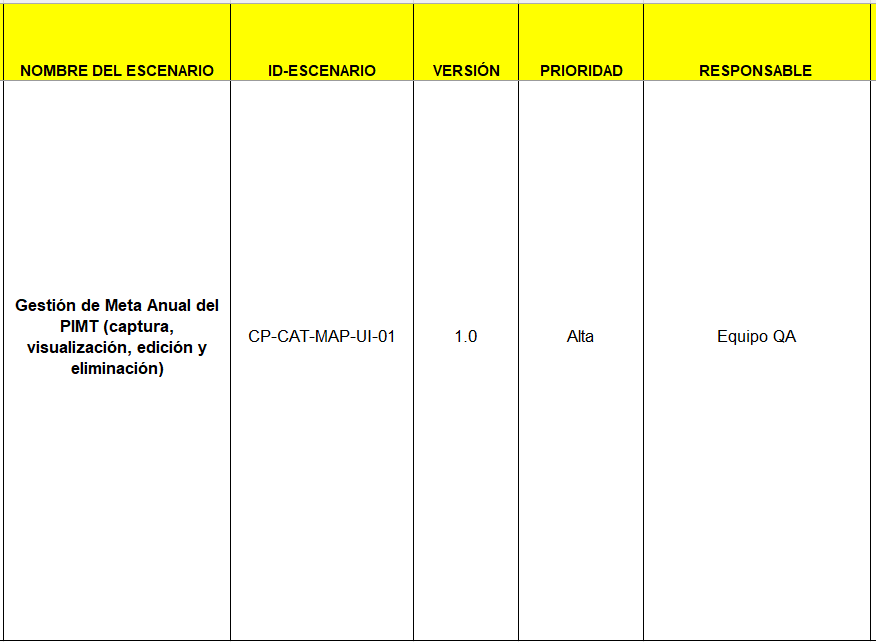 NOMBRE DEL ESCENARIO ID-ESCENARIO VERSIÓN PRIORIDAD RESPONSABLE
Gestión de Meta Anual del
PIMT (captura,
visualización, edición y
eliminación)
CP-CAT-MAP-UI-01 1.0 Alta Equipo QA